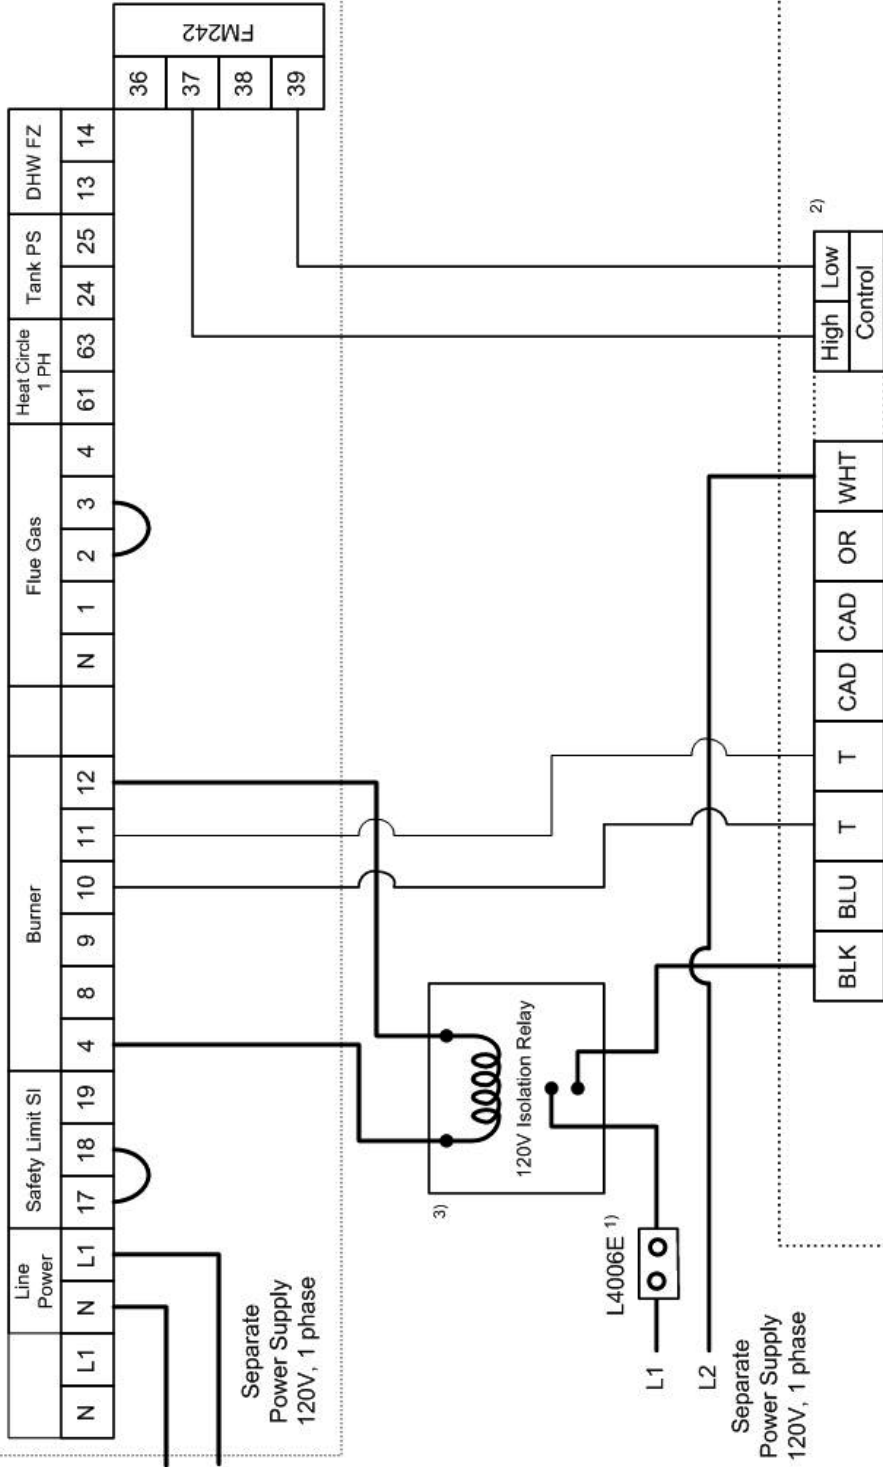 FM242
36
37
38
39
DHW FZ
14
13
Tank PS
25
24
Heat Circle
1 PH
63
61
Flue Gas
4
3
2
1
N
Burner
12
11
10
9
8
4
Safety Limit SI
19
18
17
Line
Power
L1
N
L1
N
Separate
Power Supply
120V, 1 phase
3)
120V Isolation Relay
L4006E 1)
L1
L2
Separate
Power Supply
120V, 1 phase
2)
High
Low
Control
WHT
OR
CAD
CAD
T
T
BLU
BLK